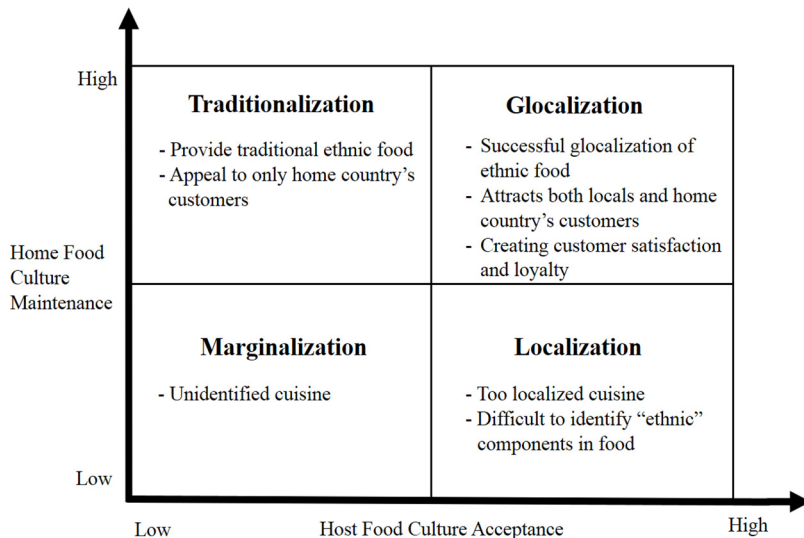 High
Traditionalization
- Provide traditional ethnic food
- Appeal to only home country’s
customers
Glocalization
- Successful glocalization of
ethnic food
- Attracts both locals and home
country’s customers
- Creating customer satisfaction
and loyalty
Home Food
Culture
Maintenance
Marginalization
- Unidentified cuisine
Localization
- Too localized cuisine
- Difficult to identify “ethnic”
components in food
Low
Low
Host Food Culture Acceptance
High